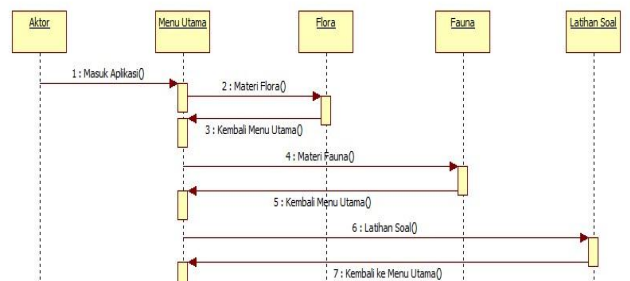 Aktor
Menu Utama
Flora
Fauna
Latihan Soal
1 : Masuk Aplikasi()
2 : Materi Flora()
3 : Kembali Menu Utama()
4 : Materi Fauna()
5 : Kembali Menu Utama()
6 : Latihan Soal()
7 : Kembali ke Menu Utama()